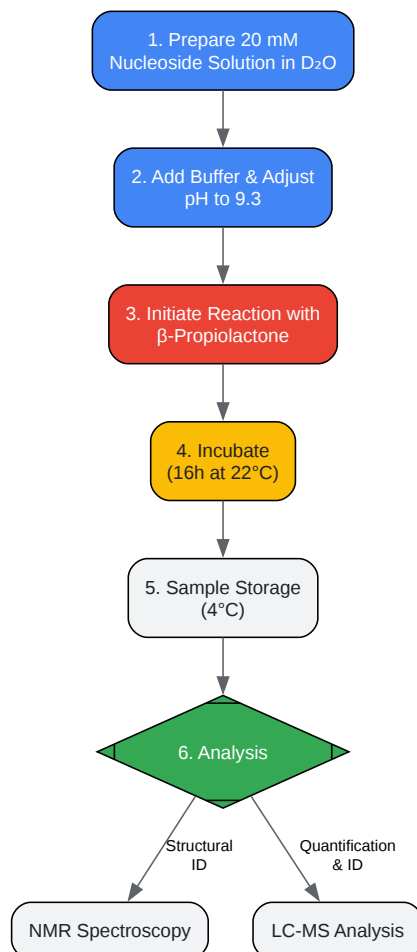 1. Prepare 20 mM
Nucleoside Solution in D₂O
2. Add Buffer & Adjust
pH to 9.3
3. Initiate Reaction with
β-Propiolactone
4. Incubate
(16h at 22°C)
5. Sample Storage
(4°C)
6. Analysis
Structural
ID
Quantification
& ID
NMR Spectroscopy
LC-MS Analysis